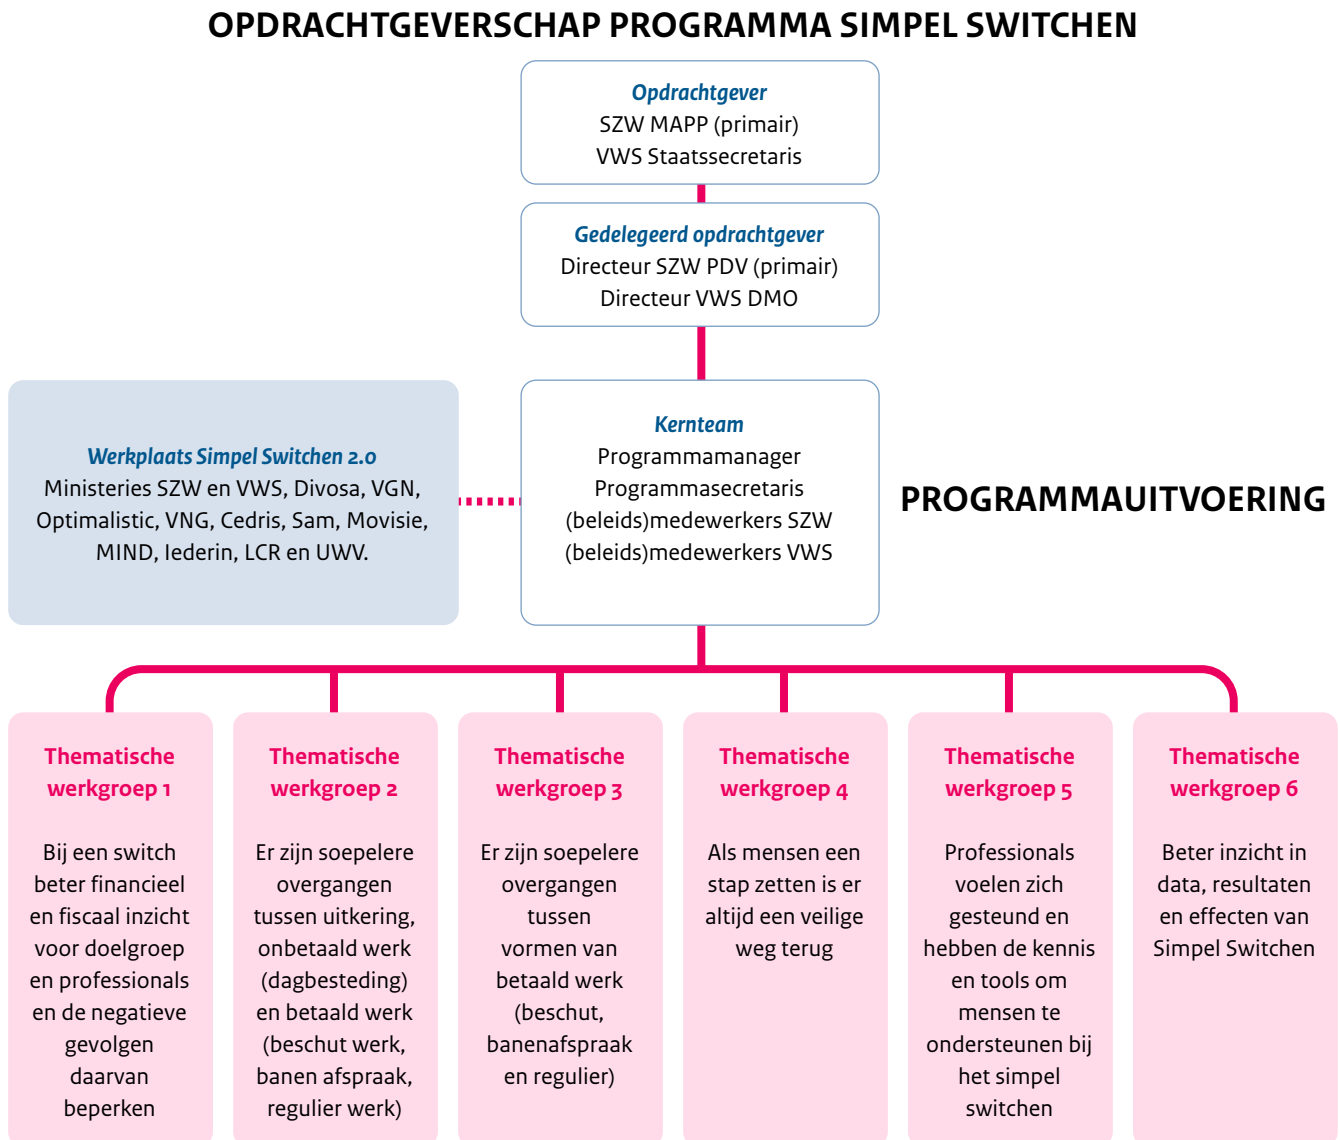 OPDRACHTGEVERSCHAP PROGRAMMA SIMPEL SWITCHEN
Opdrachtgever
SZW MAPP (primair)
VWS Staatssecretaris
Gedelegeerd opdrachtgever
Directeur SZW PDV (primair)
Directeur VWS DMO
Werkplaats Simpel Switchen 2.0
Ministeries SZW en VWS, Divosa, VGN,
Optimalistic, VNG, Cedris, Sam, Movisie,
MIND, Iederin, LCR en UWV.
Kernteam
Programmamanager
Programmasecretaris
(beleids)medewerkers SZW
(beleids)medewerkers VWS
PROGRAMMAUITVOERING
Thematische
werkgroep 1
Bij een switch
beter financieel
en fiscaal inzicht
voor doelgroep
en professionals
en de negatieve
gevolgen
daarvan
beperken
Thematische
werkgroep 2
Er zijn soepelere
overgangen
tussen uitkering,
onbetaald werk
(dagbesteding)
en betaald werk
(beschut werk,
banen afspraak,
regulier werk)
Thematische
werkgroep 3
Er zijn soepelere
overgangen
tussen
vormen van
betaald werk
(beschut,
banenafspraak
en regulier)
Thematische
werkgroep 4
Als mensen een
stap zetten is er
altijd een veilige
weg terug
Thematische
werkgroep 5
Professionals
voelen zich
gesteund en
hebben de kennis
en tools om
mensen te
ondersteunen bij
het simpel
switchen
Thematische
werkgroep 6
Beter inzicht in
data, resultaten
en effecten van
Simpel Switchen